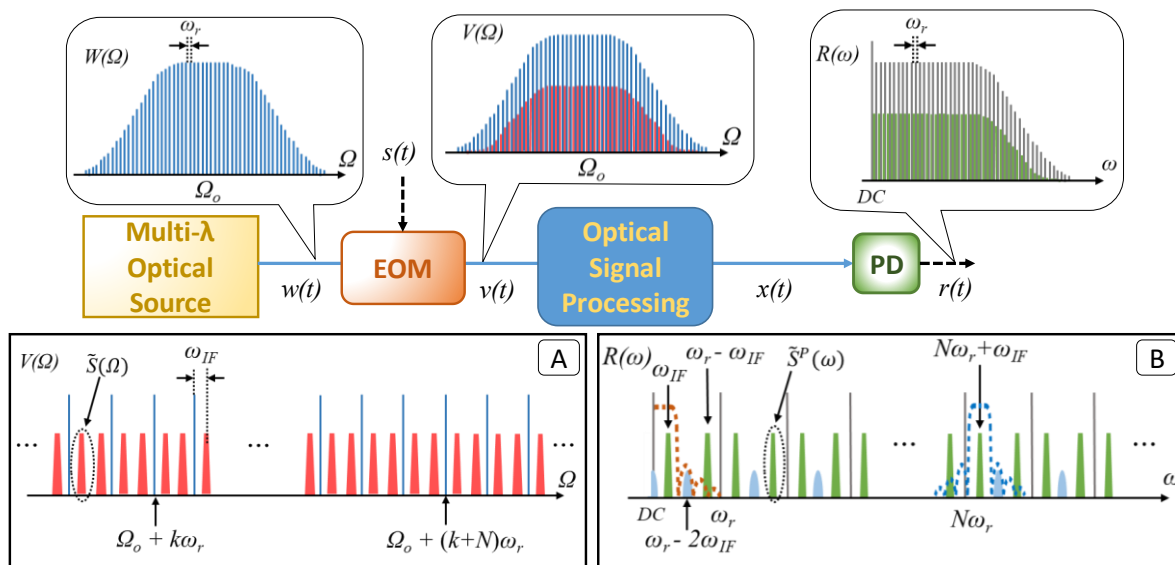 ω_r
W(Ω)
Ω
Ω_o
V(Ω)
Ω
Ω_o
ω_r
R(ω)
ω
DC
s(t)
Multi-λ
Optical
Source
w(t)
EOM
v(t)
Optical
Signal
Processing
x(t)
PD
r(t)
A
V(Ω)
S̃(Ω)
ω_IF
...
...
...
Ω
Ω_o + kω_r
Ω_o + (k+N)ω_r
B
R(ω)
ω_IF
ω_r - ω_IF
S̃^P(ω)
Nω_r+ω_IF
...
...
ω
DC
ω_r
Nω_r
ω_r - 2ω_IF